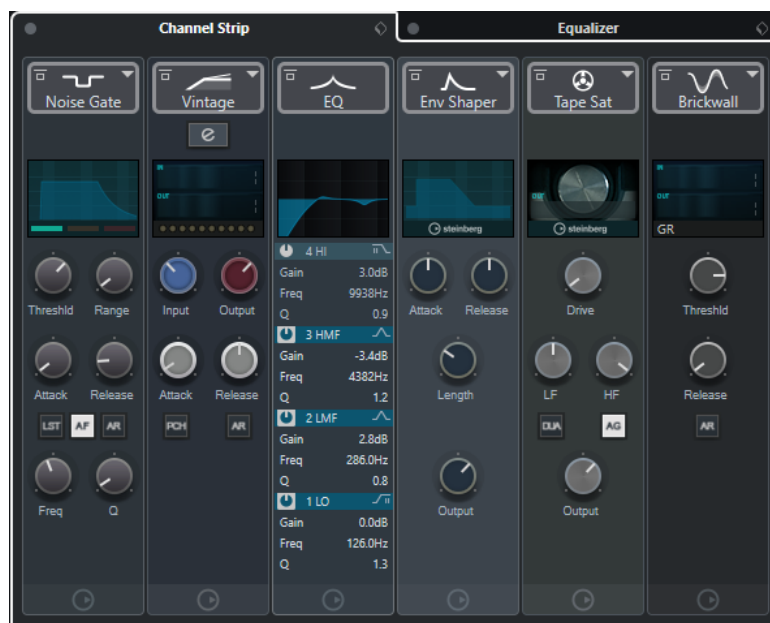 Channel Strip
Equalizer
Noise Gate
Vintage
EQ
Env Shaper
Tape Sat
Brickwall
e
IN
OUT
OUT
IN
OUT
steinberg
steinberg
GR
Threshld
Range
Attack
Release
LST
AF
AR
Freq
Q
Input
Output
Attack
Release
PCH
AR
4 HI
Gain 3.0dB
Freq 9938Hz
Q 0.9
3 HMF
Gain -3.4dB
Freq 4382Hz
Q 1.2
2 LMF
Gain 2.8dB
Freq 286.0Hz
Q 0.8
1 LO
Gain 0.0dB
Freq 126.0Hz
Q 1.3
Attack
Release
Length
Output
Drive
LF
HF
DUA
AG
Output
Threshld
Release
AR